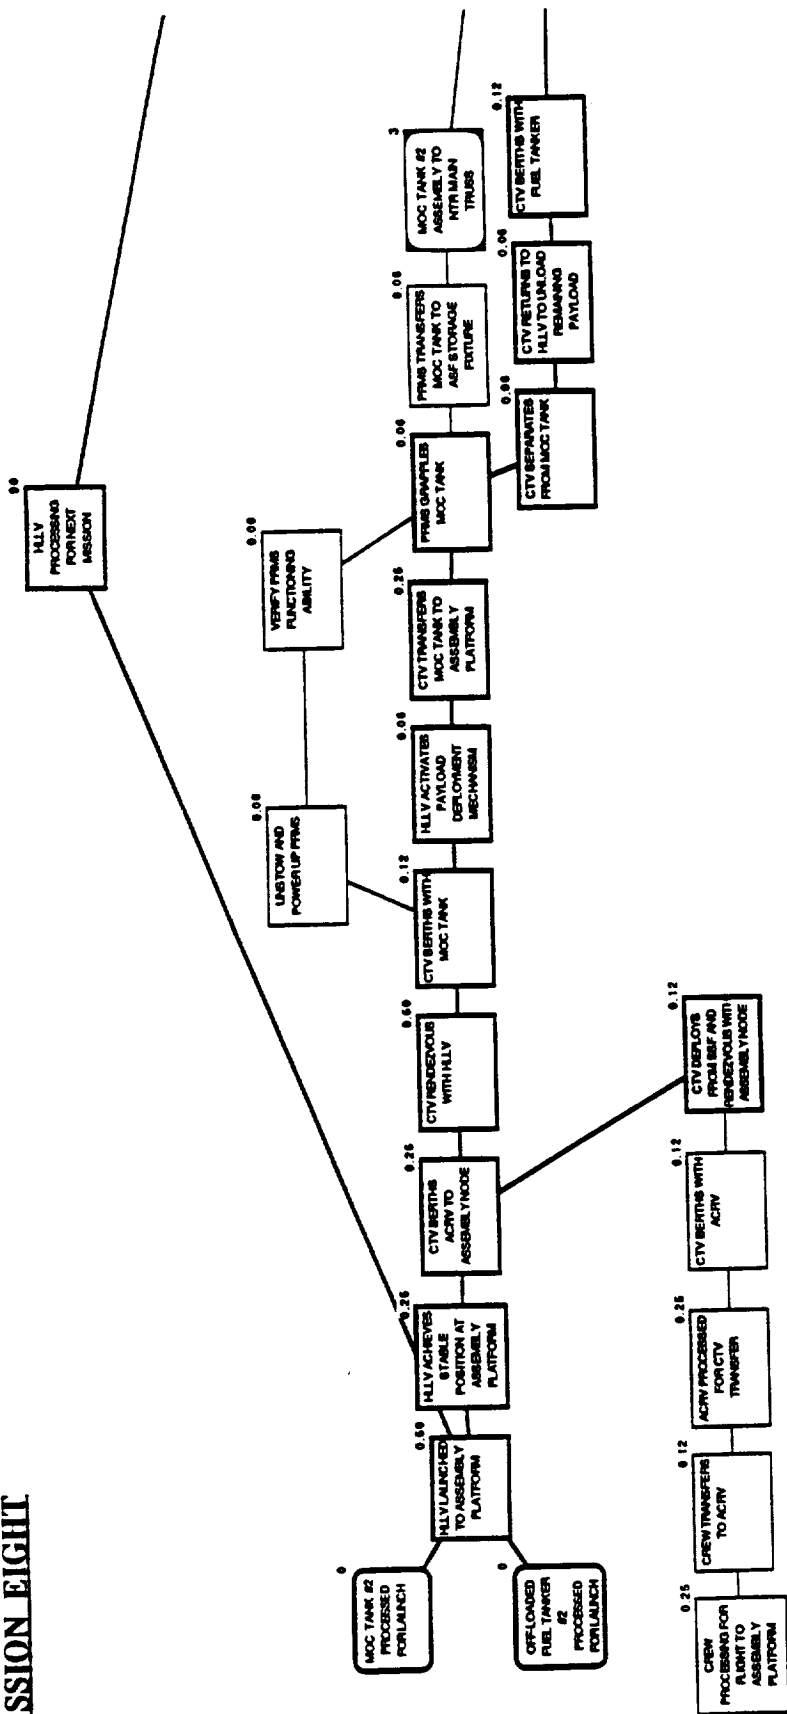 SSION EIGHT
90
HLLV
PROCESSING
FOR NEXT
MISSION
0.08
UNSTOW AND
POWER UP PRMS
0.08
VERIFY PRMS
FUNCTIONING
ABILITY
0
MOC TANK #2
PROCESSED
FOR LAUNCH
0
OFF-LOADED
FUEL TANKER
#2
PROCESSED
FOR LAUNCH
0.50
HLLV LAUNCHED
TO ASSEMBLY
PLATFORM
0.25
HLLV ACHIEVES
STABLE
POSITION AT
ASSEMBLY
PLATFORM
0.25
CTV BERTHS
ACRV TO
ASSEMBLY NODE
0.50
CTV RENDEZVOUS
WITH HLLV
0.12
CTV BERTHS WITH
MOC TANK
0.06
HLLV ACTIVATES
PAYLOAD
DEPLOYMENT
MECHANISM
0.25
CTV TRANSFERS
MOC TANK TO
ASSEMBLY
PLATFORM
0.06
PRMS GRAPPLES
MOC TANK
0.06
PRMS TRANSFERS
MOC TANK TO
ASF STORAGE
FIXTURE
3
MOC TANK #2
ASSEMBLY TO
NTR MAIN
TRUSS
0.06
CTV SEPARATES
FROM MOC TANK
0.06
CTV RETURNS TO
HLLV TO UNLOAD
REMAINING
PAYLOAD
0.12
CTV BERTHS WITH
FUEL TANKER
0.25
CREW
PROCESSING FOR
FLIGHT TO
ASSEMBLY
PLATFORM
0.12
CREW TRANSFERS
TO ACRV
0.25
ACRV PROCESSED
FOR CTV
TRANSFER
0.12
CTV BERTHS WITH
ACRV
0.12
CTV DEPLOYS
FROM SSF AND
RENDEZVOUS WITH
ASSEMBLY NODE